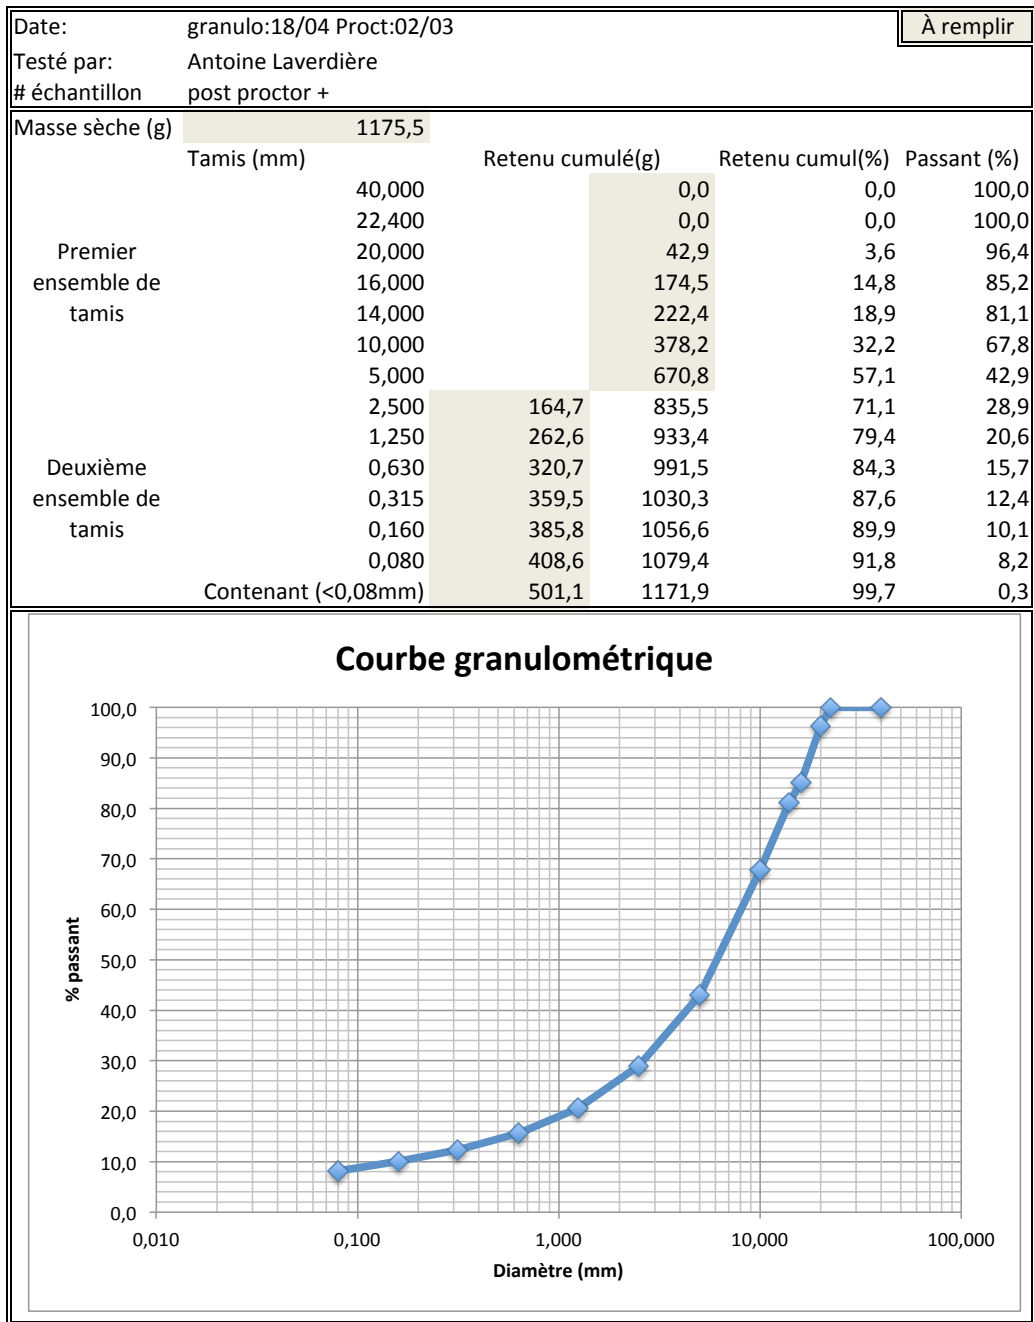 Date: granulo:18/04 Proct:02/03 À remplir
Testé par: Antoine Laverdière
# échantillon post proctor +
Masse sèche (g) 1175,5
Tamis (mm) Retenu cumulé(g) Retenu cumul(%) Passant (%)
40,000 0,0 0,0 100,0
22,400 0,0 0,0 100,0
Premier 20,000 42,9 3,6 96,4
ensemble de 16,000 174,5 14,8 85,2
tamis 14,000 222,4 18,9 81,1
10,000 378,2 32,2 67,8
5,000 670,8 57,1 42,9
2,500 164,7 835,5 71,1 28,9
1,250 262,6 933,4 79,4 20,6
Deuxième 0,630 320,7 991,5 84,3 15,7
ensemble de 0,315 359,5 1030,3 87,6 12,4
tamis 0,160 385,8 1056,6 89,9 10,1
0,080 408,6 1079,4 91,8 8,2
Contenant (<0,08mm) 501,1 1171,9 99,7 0,3
Courbe granulométrique
100,0
90,0
80,0
70,0
60,0
50,0
40,0
30,0
20,0
10,0
0,0
% passant
0,010 0,100 1,000 10,000 100,000
Diamètre (mm)